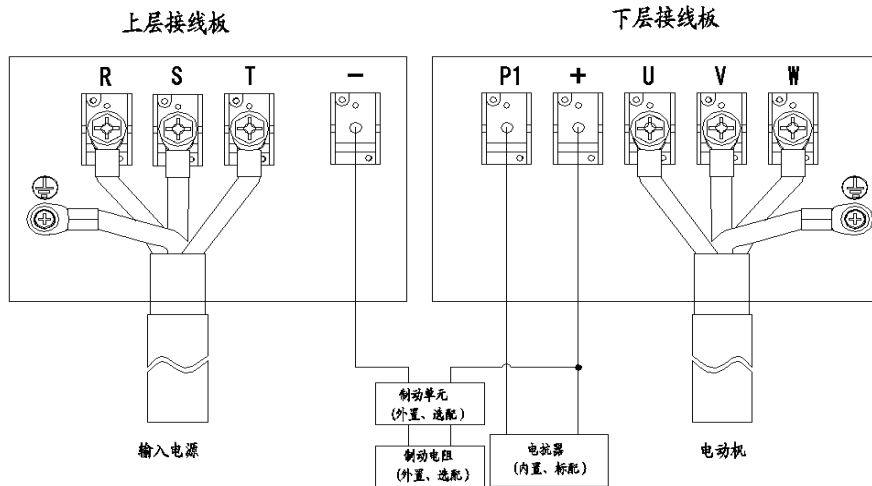 上层接线板
下层接线板
R S T －
P1 + U V W
制动单元
(外置、选配)
制动电阻
(外置、选配)
电抗器
(内置、标配)
输入电源
电动机